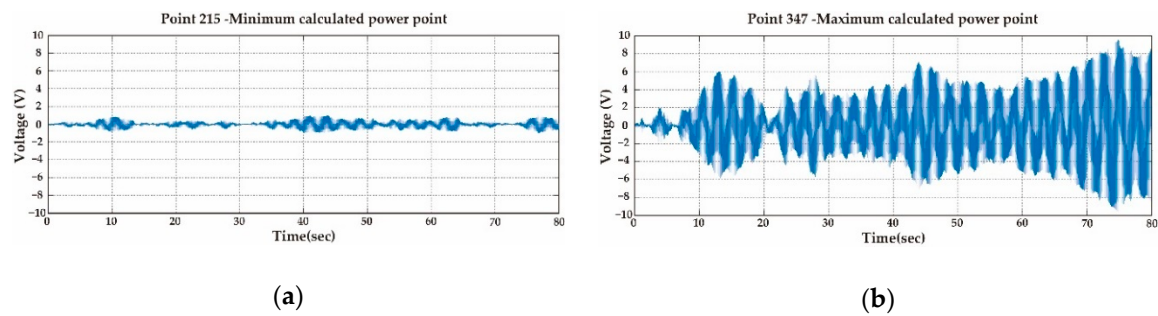 Point 215 -Minimum calculated power point
10
8
6
4
2
0
−2
−4
−6
−8
−10
Voltage (V)
0 10 20 30 40 50 60 70 80
Time(sec)
(a)
Point 347 -Maximum calculated power point
10
8
6
4
2
0
−2
−4
−6
−8
−10
Voltage (V)
0 10 20 30 40 50 60 70 80
Time(sec)
(b)